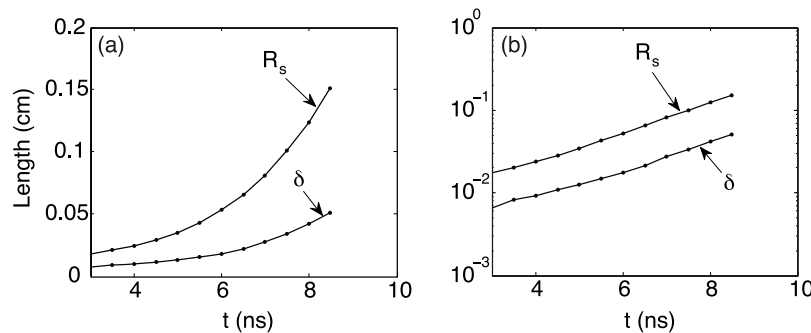 (a)
0.2
0.15
0.1
0.05
0
Length (cm)
R_s
δ
4 6 8 10
t (ns)
(b)
10^0
10^−1
10^−2
10^−3
R_s
δ
4 6 8 10
t (ns)